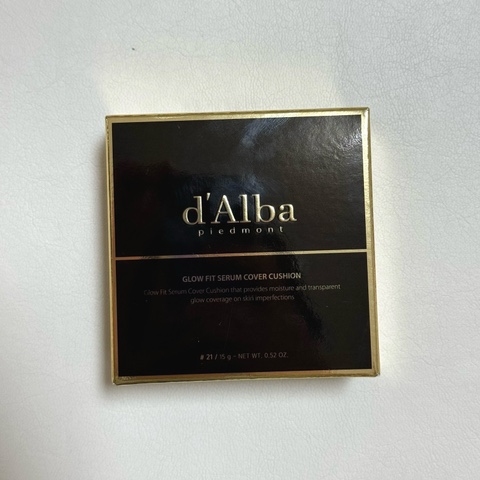 d'Alba
piedmont
GLOW FIT SERUM COVER CUSHION
Glow Fit Serum Cover Cushion that provides moisture and transparent
glow coverage on skin imperfections
# 21 / 15 g - NET WT. 0.52 OZ.